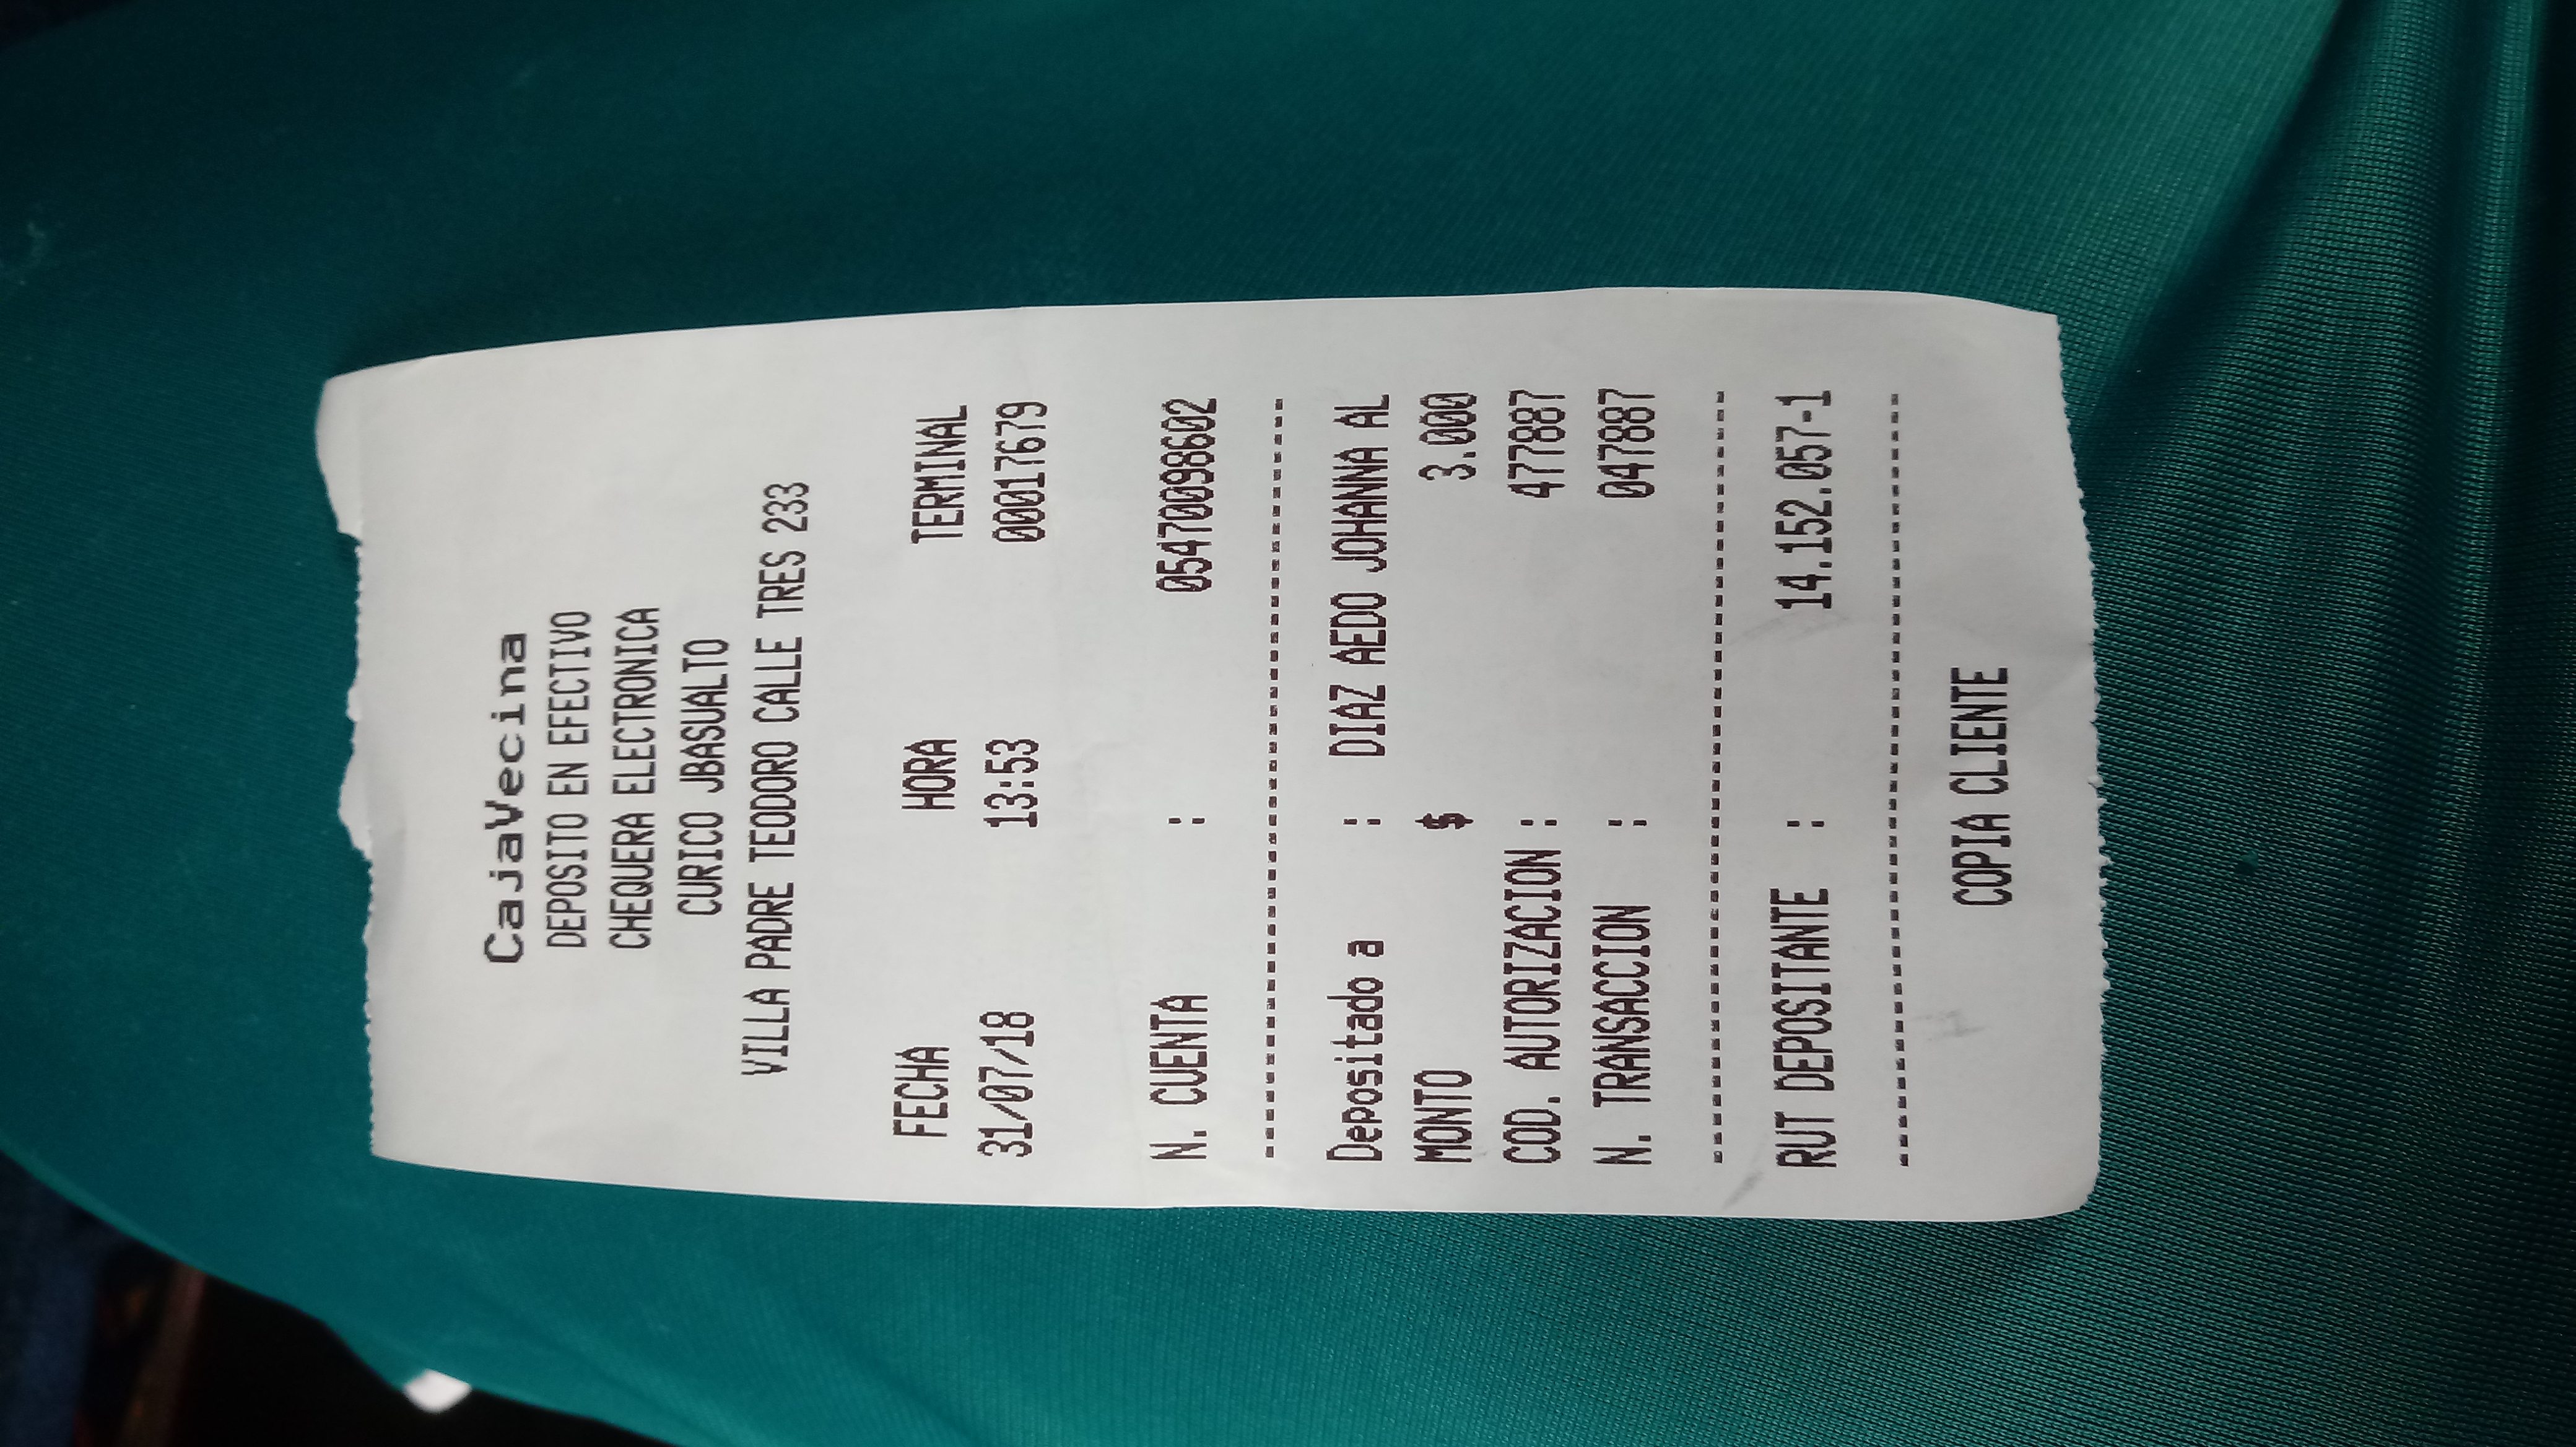 CajaVecina
DEPOSITO EN EFECTIVO
CHEQUERA ELECTRONICA
CURICO JBASUALTO
VILLA PADRE TEODORO CALLE TRES 233
FECHA HORA TERMINAL
31/07/18 13:53 00017679
N. CUENTA : 05470098602
Depositado a : DIAZ AEDO JOHANNA AL
MONTO $ 3.000
COD. AUTORIZACION : 477887
N. TRANSACCION : 047887
RUT DEPOSITANTE : 14.152.057-1
COPIA CLIENTE